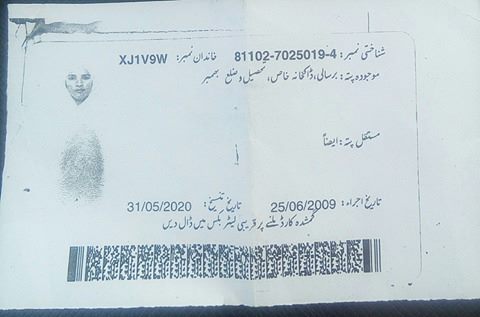 شناختی نمبر: 81102-7025019-4 خاندان نمبر: XJ1V9W
موجودہ پتہ: برسالی، ڈاکخانہ خاص، تحصیل و ضلع بھمبر
مستقل پتہ: ایضاً
تاریخ اجراء: 25/06/2009 تاریخ تنسیخ: 31/05/2020
گمشدہ کارڈ ملنے پر قریبی لیٹر بکس میں ڈال دیں